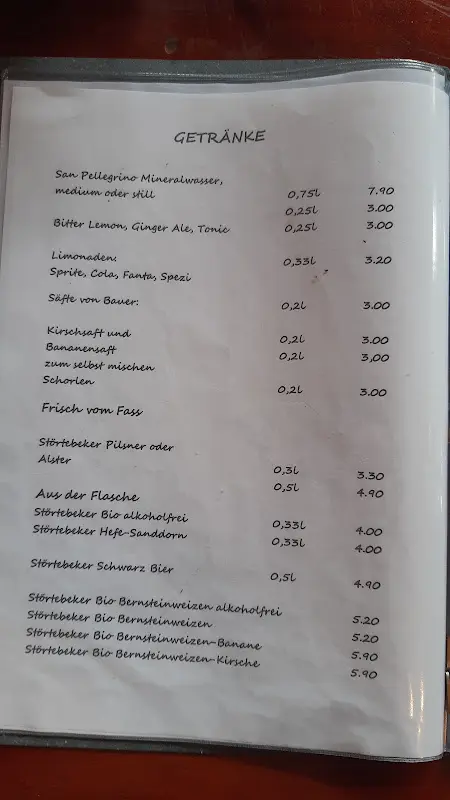 GETRÄNKE
San Pellegrino Mineralwasser,
medium oder still 0,75l 7.90
0,25l 3.00
Bitter Lemon, Ginger Ale, Tonic 0,25l 3.00
Limonaden: 0,33l 3.20
Sprite, Cola, Fanta, Spezi
Säfte von Bauer: 0,2l 3.00
Kirschsaft und 0,2l 3.00
Bananensaft 0,2l 3,00
zum selbst mischen
Schorlen 0,2l 3.00
Frisch vom Fass
Störtebeker Pilsner oder
Alster 0,3l 3.30
0,5l 4.90
Aus der Flasche
Störtebeker Bio alkoholfrei 0,33l 4.00
Störtebeker Hefe-Sanddorn 0,33l 4.00
Störtebeker Schwarz Bier 0,5l 4.90
Störtebeker Bio Bernsteinweizen alkoholfrei 5.20
Störtebeker Bio Bernsteinweizen 5.20
Störtebeker Bio Bernsteinweizen-Banane 5.90
Störtebeker Bio Bernsteinweizen-Kirsche 5.90